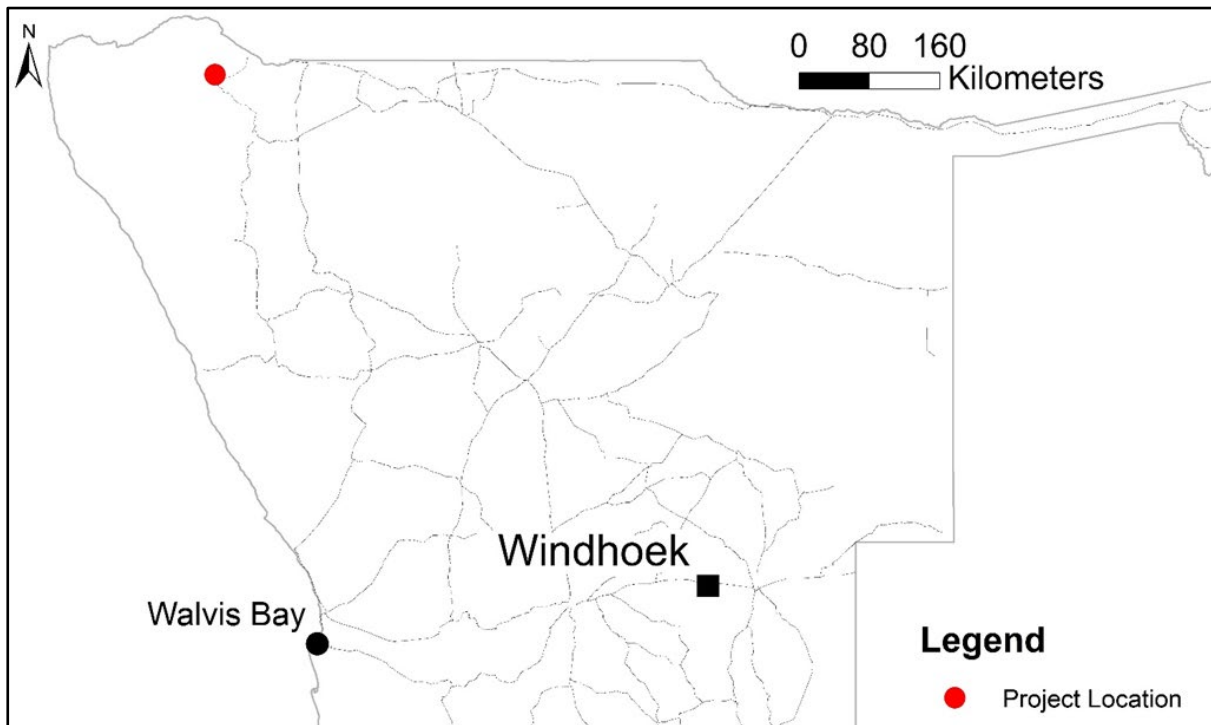 N
0 80 160
Kilometers
Windhoek
Walvis Bay
Legend
Project Location